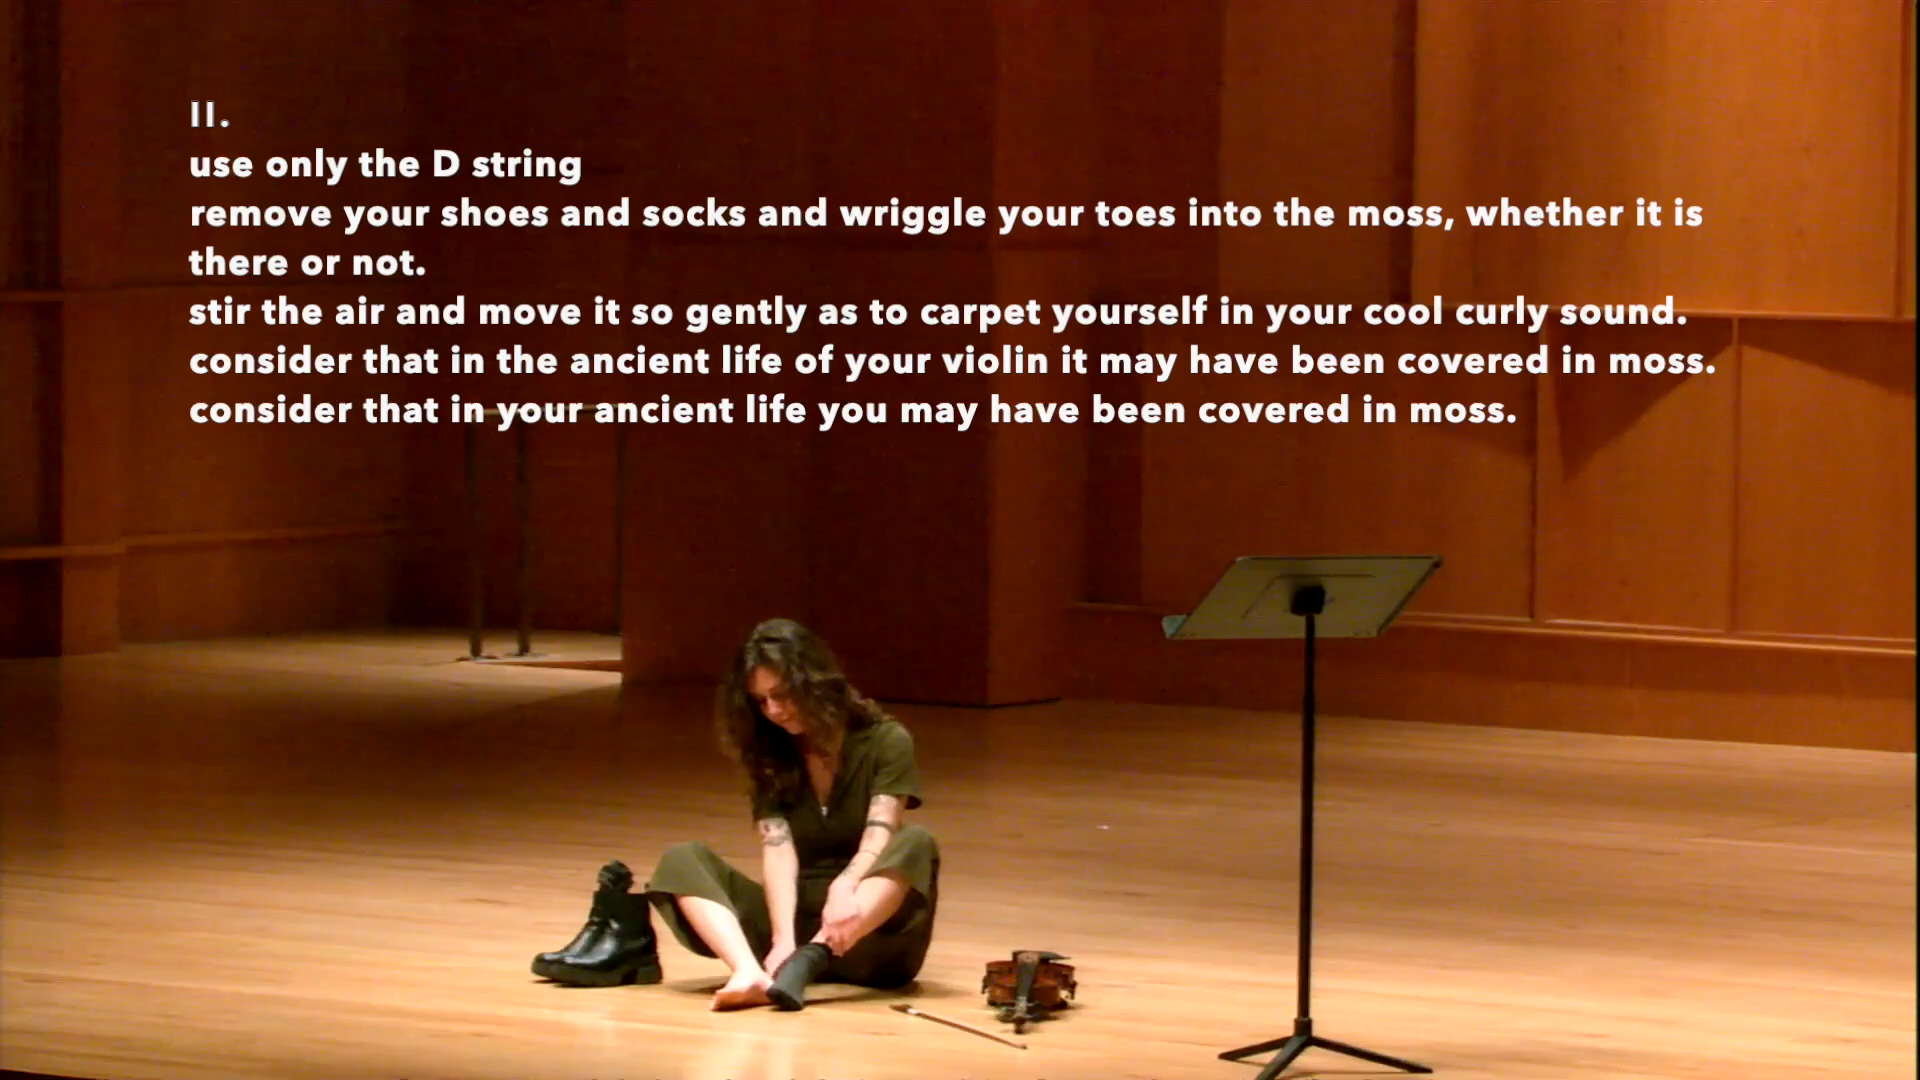 II.
use only the D string
remove your shoes and socks and wriggle your toes into the moss, whether it is
there or not.
stir the air and move it so gently as to carpet yourself in your cool curly sound.
consider that in the ancient life of your violin it may have been covered in moss.
consider that in your ancient life you may have been covered in moss.